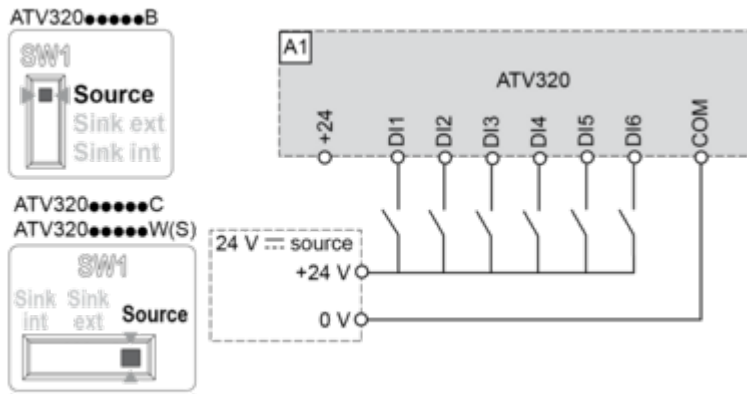 ATV320●●●●●B
SW1
Source
Sink ext
Sink int
ATV320●●●●●C
ATV320●●●●●W(S)
SW1
Sink int
Sink ext
Source
A1
ATV320
+24
DI1
DI2
DI3
DI4
DI5
DI6
COM
24 V ⎓ source
+24 V
0 V